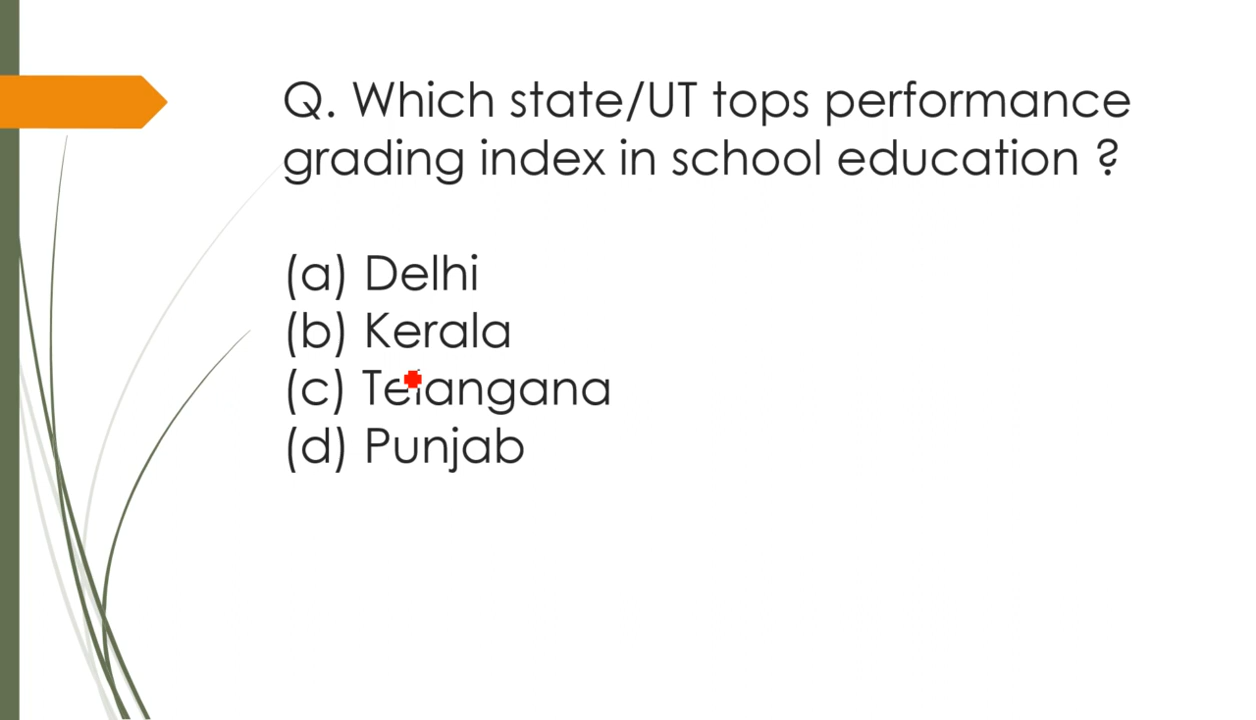 Q. Which state/UT tops performance
grading index in school education ?
(a) Delhi
(b) Kerala
(c) Telangana
(d) Punjab